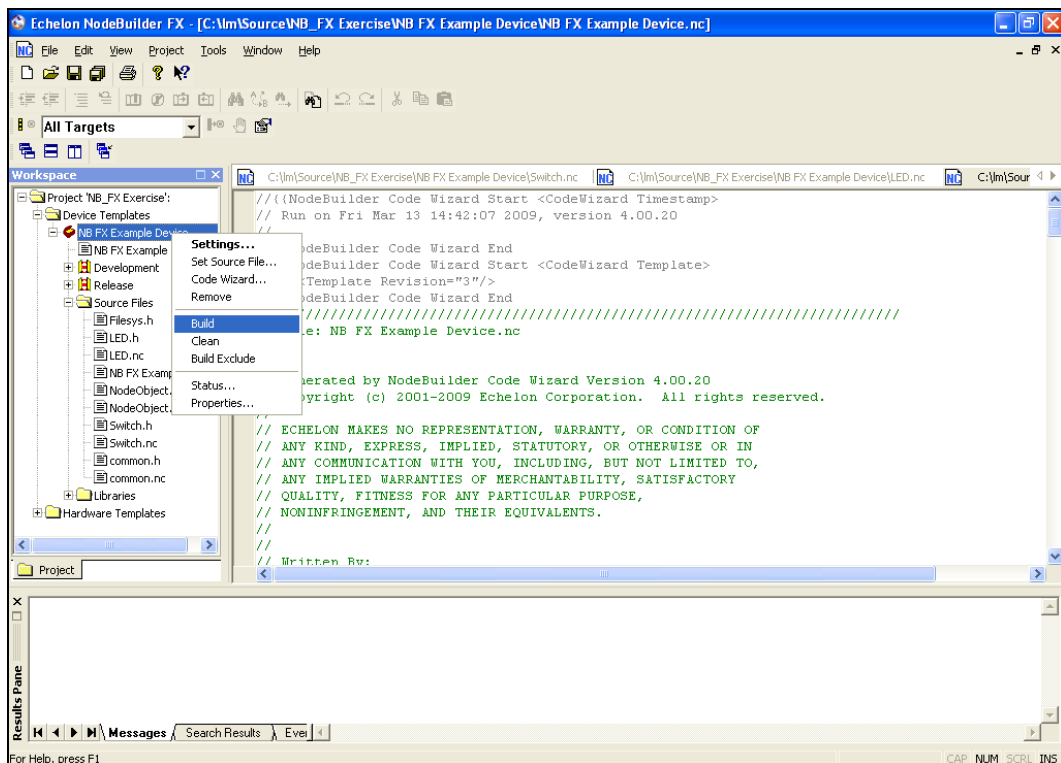 Echelon NodeBuilder FX - [C:\lm\Source\NB_FX Exercise\NB FX Example Device\NB FX Example Device.nc]
File Edit View Project Tools Window Help
All Targets
Workspace
C:\lm\Source\NB_FX Exercise\NB FX Example Device\Switch.nc
C:\lm\Source\NB_FX Exercise\NB FX Example Device\LED.nc
C:\lm\Sour
Project 'NB_FX Exercise':
Device Templates
NB FX Example Device
NB FX Example
Development
Release
Source Files
Filesys.h
LED.h
LED.nc
NB FX Examp
NodeObject.
NodeObject.
Switch.h
Switch.nc
common.h
common.nc
Libraries
Hardware Templates
Project
Settings...
Set Source File...
Code Wizard...
Remove
Build
Clean
Build Exclude
Status...
Properties...
//{{NodeBuilder Code Wizard Start <CodeWizard Timestamp>
// Run on Fri Mar 13 14:42:07 2009, version 4.00.20
//
deBuilder Code Wizard End
deBuilder Code Wizard Start <CodeWizard Template>
Template Revision="3"/>
deBuilder Code Wizard End
e: NB FX Example Device.nc
erated by NodeBuilder Code Wizard Version 4.00.20
pyright (c) 2001-2009 Echelon Corporation. All rights reserved.
//
// ECHELON MAKES NO REPRESENTATION, WARRANTY, OR CONDITION OF
// ANY KIND, EXPRESS, IMPLIED, STATUTORY, OR OTHERWISE OR IN
// ANY COMMUNICATION WITH YOU, INCLUDING, BUT NOT LIMITED TO,
// ANY IMPLIED WARRANTIES OF MERCHANTABILITY, SATISFACTORY
// QUALITY, FITNESS FOR ANY PARTICULAR PURPOSE,
// NONINFRINGEMENT, AND THEIR EQUIVALENTS.
//
//
// Written By:
Results Pane
Messages
Search Results
Eve
For Help, press F1
CAP NUM SCRL INS